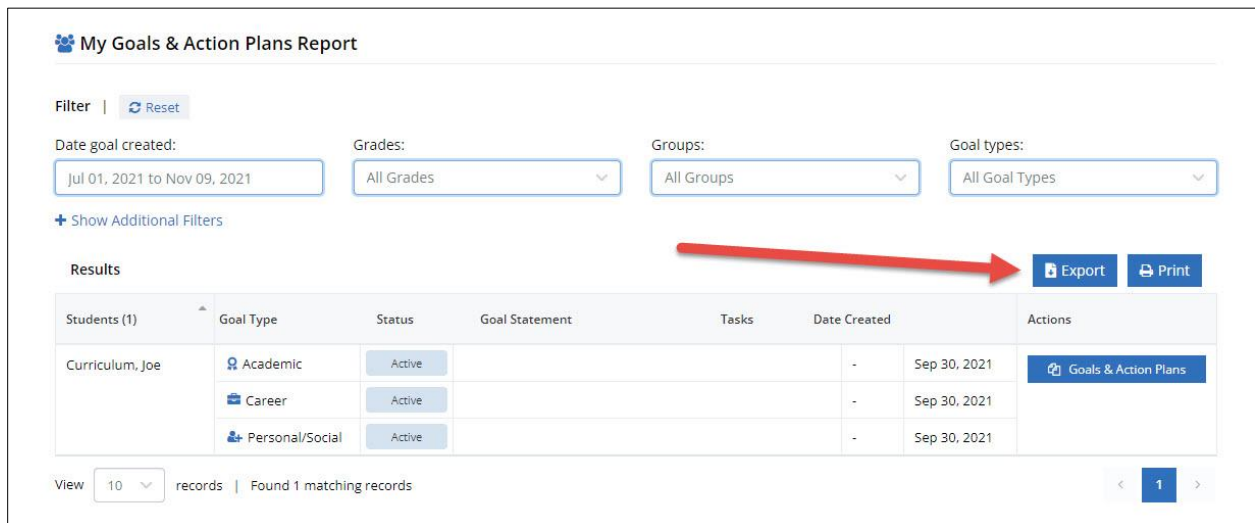 My Goals & Action Plans Report
Filter | Reset
Date goal created: Grades: Groups: Goal types:
Jul 01, 2021 to Nov 09, 2021 All Grades All Groups All Goal Types
+ Show Additional Filters
Results Export Print
Students (1) Goal Type Status Goal Statement Tasks Date Created Actions
Curriculum, Joe Academic Active - Sep 30, 2021 Goals & Action Plans
Career Active - Sep 30, 2021
Personal/Social Active - Sep 30, 2021
View 10 records | Found 1 matching records < 1 >